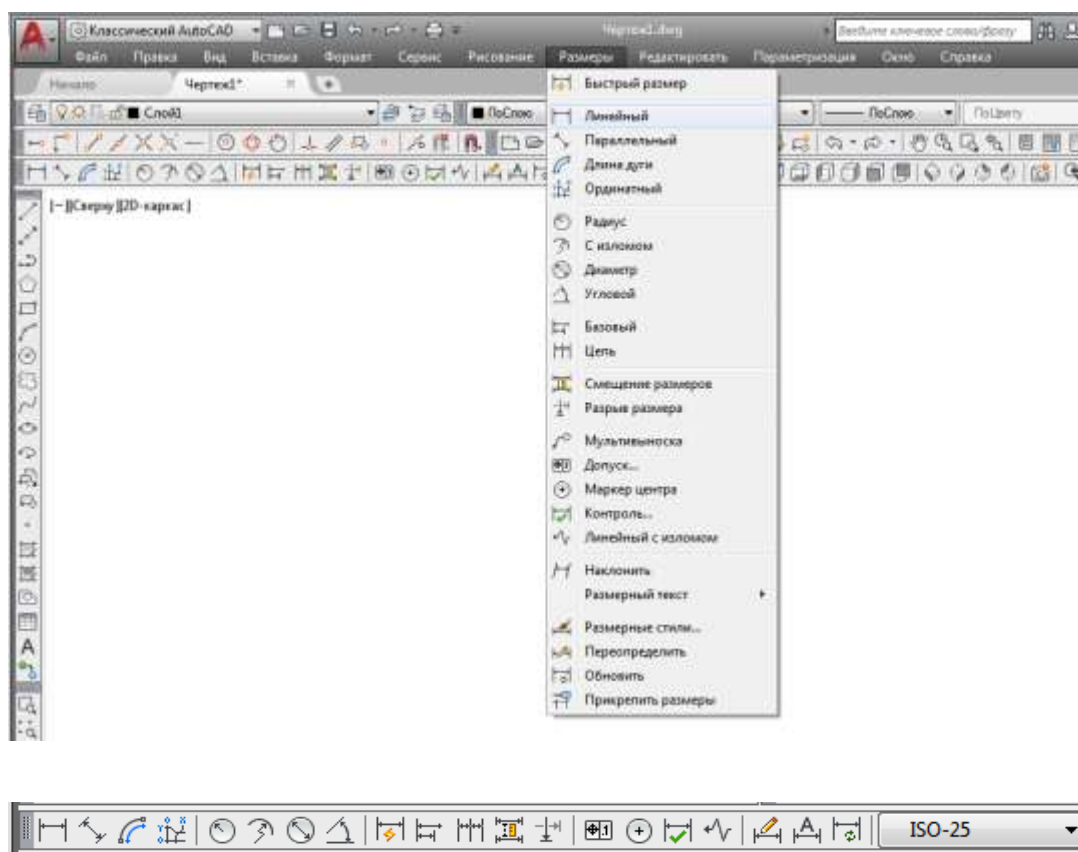 Классический AutoCAD
Чертеж1.dwg
Введите ключевое слово/фразу
Файл Правка Вид Вставка Формат Сервис Рисование Размеры Редактировать Параметризация Окно Справка
Начало Чертеж1*
Слой1 ПоСлою ПоСлою ПоЦвету
[–][Сверху][2D-каркас]
Быстрый размер
Линейный
Параллельный
Длина дуги
Ординатный
Радиус
С изломом
Диаметр
Угловой
Базовый
Цепь
Смещение размеров
Разрыв размера
Мультивыноска
Допуск...
Маркер центра
Контроль...
Линейный с изломом
Наклонить
Размерный текст
Размерные стили...
Переопределить
Обновить
Прикрепить размеры
ISO-25